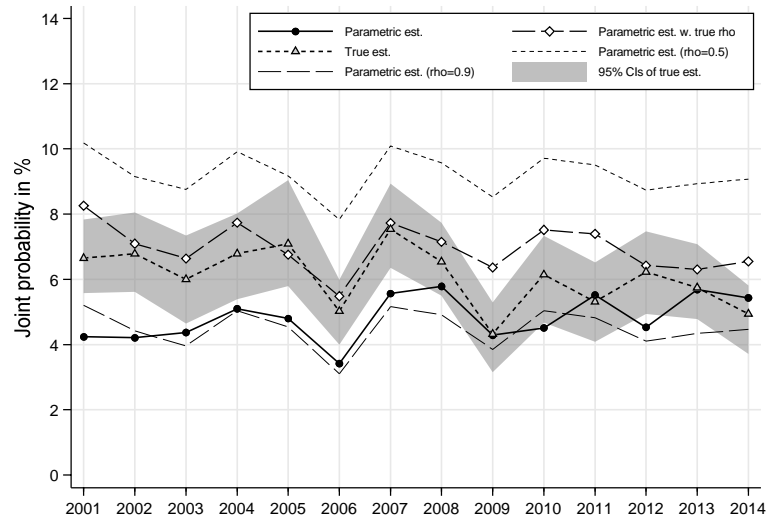 Parametric est.
Parametric est. w. true rho
True est.
Parametric est. (rho=0.5)
Parametric est. (rho=0.9)
95% CIs of true est.
Joint probability in %
14
12
10
8
6
4
2
0
2001 2002 2003 2004 2005 2006 2007 2008 2009 2010 2011 2012 2013 2014